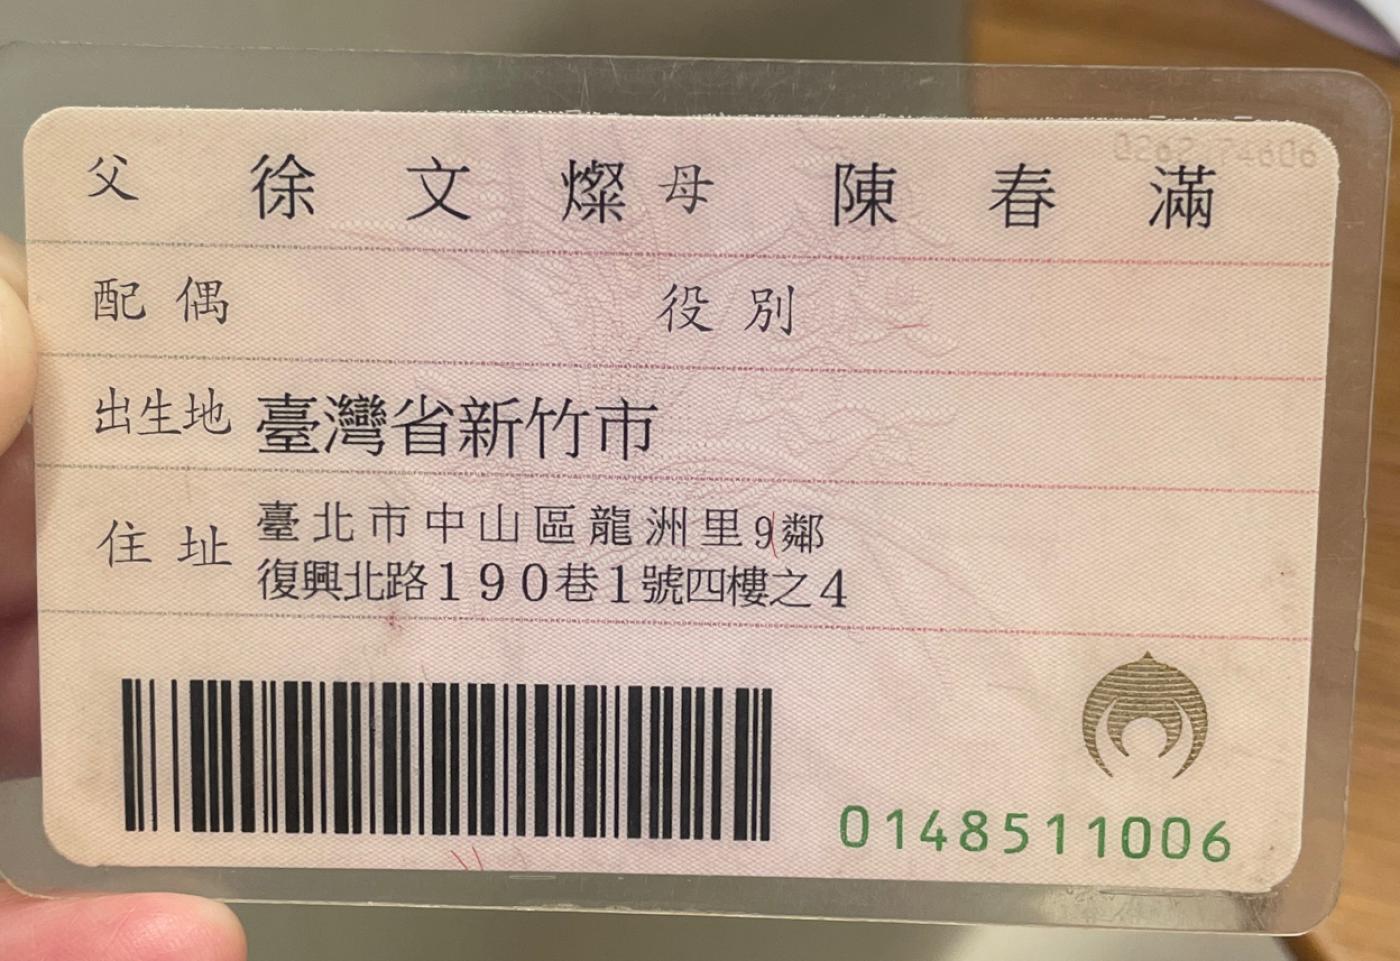 父 徐文燦 母 陳春滿
配偶 役別
出生地 臺灣省新竹市
住址 臺北市中山區龍洲里9鄰
復興北路190巷1號四樓之4
0148511006